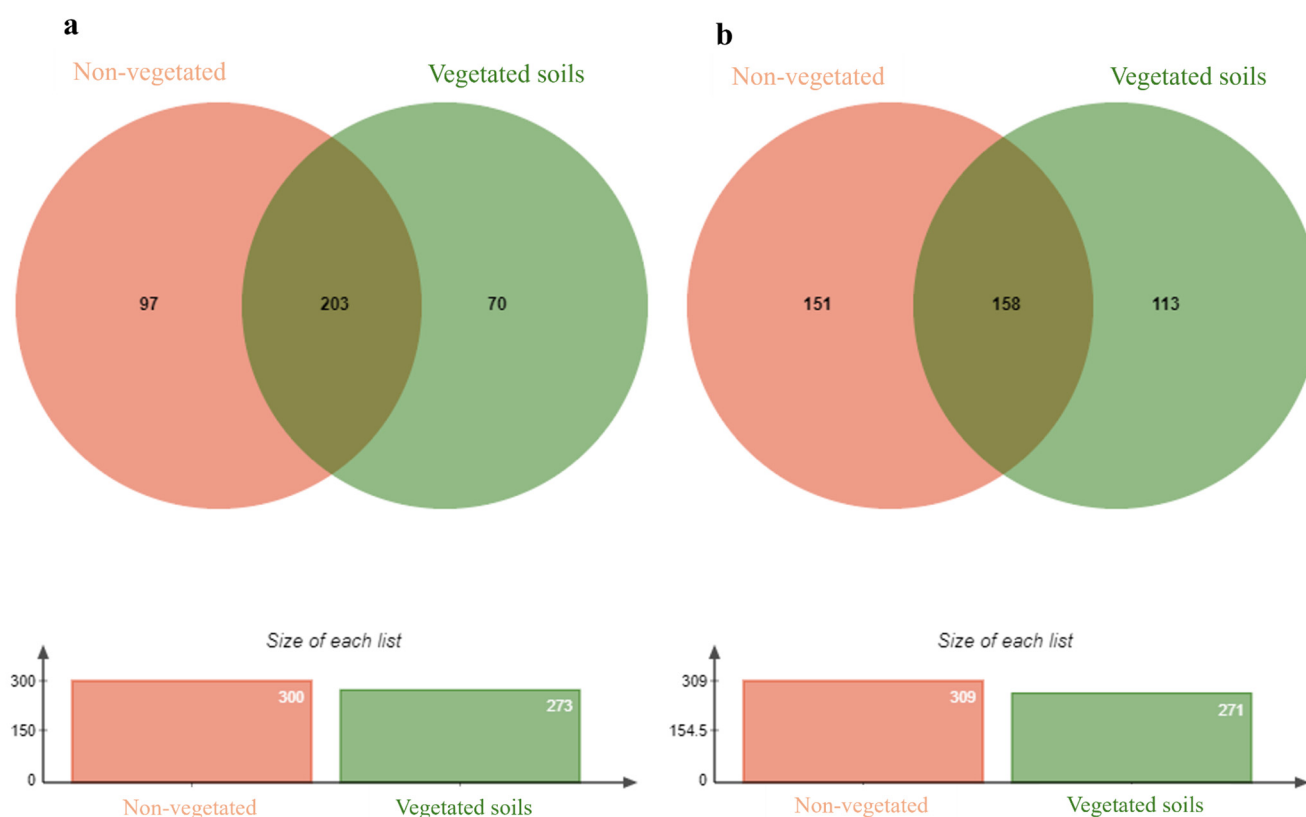 a
Non-vegetated
Vegetated soils
97
203
70
Size of each list
300
150
0
300
273
Non-vegetated
Vegetated soils
b
Non-vegetated
Vegetated soils
151
158
113
Size of each list
309
154.5
0
309
271
Non-vegetated
Vegetated soils